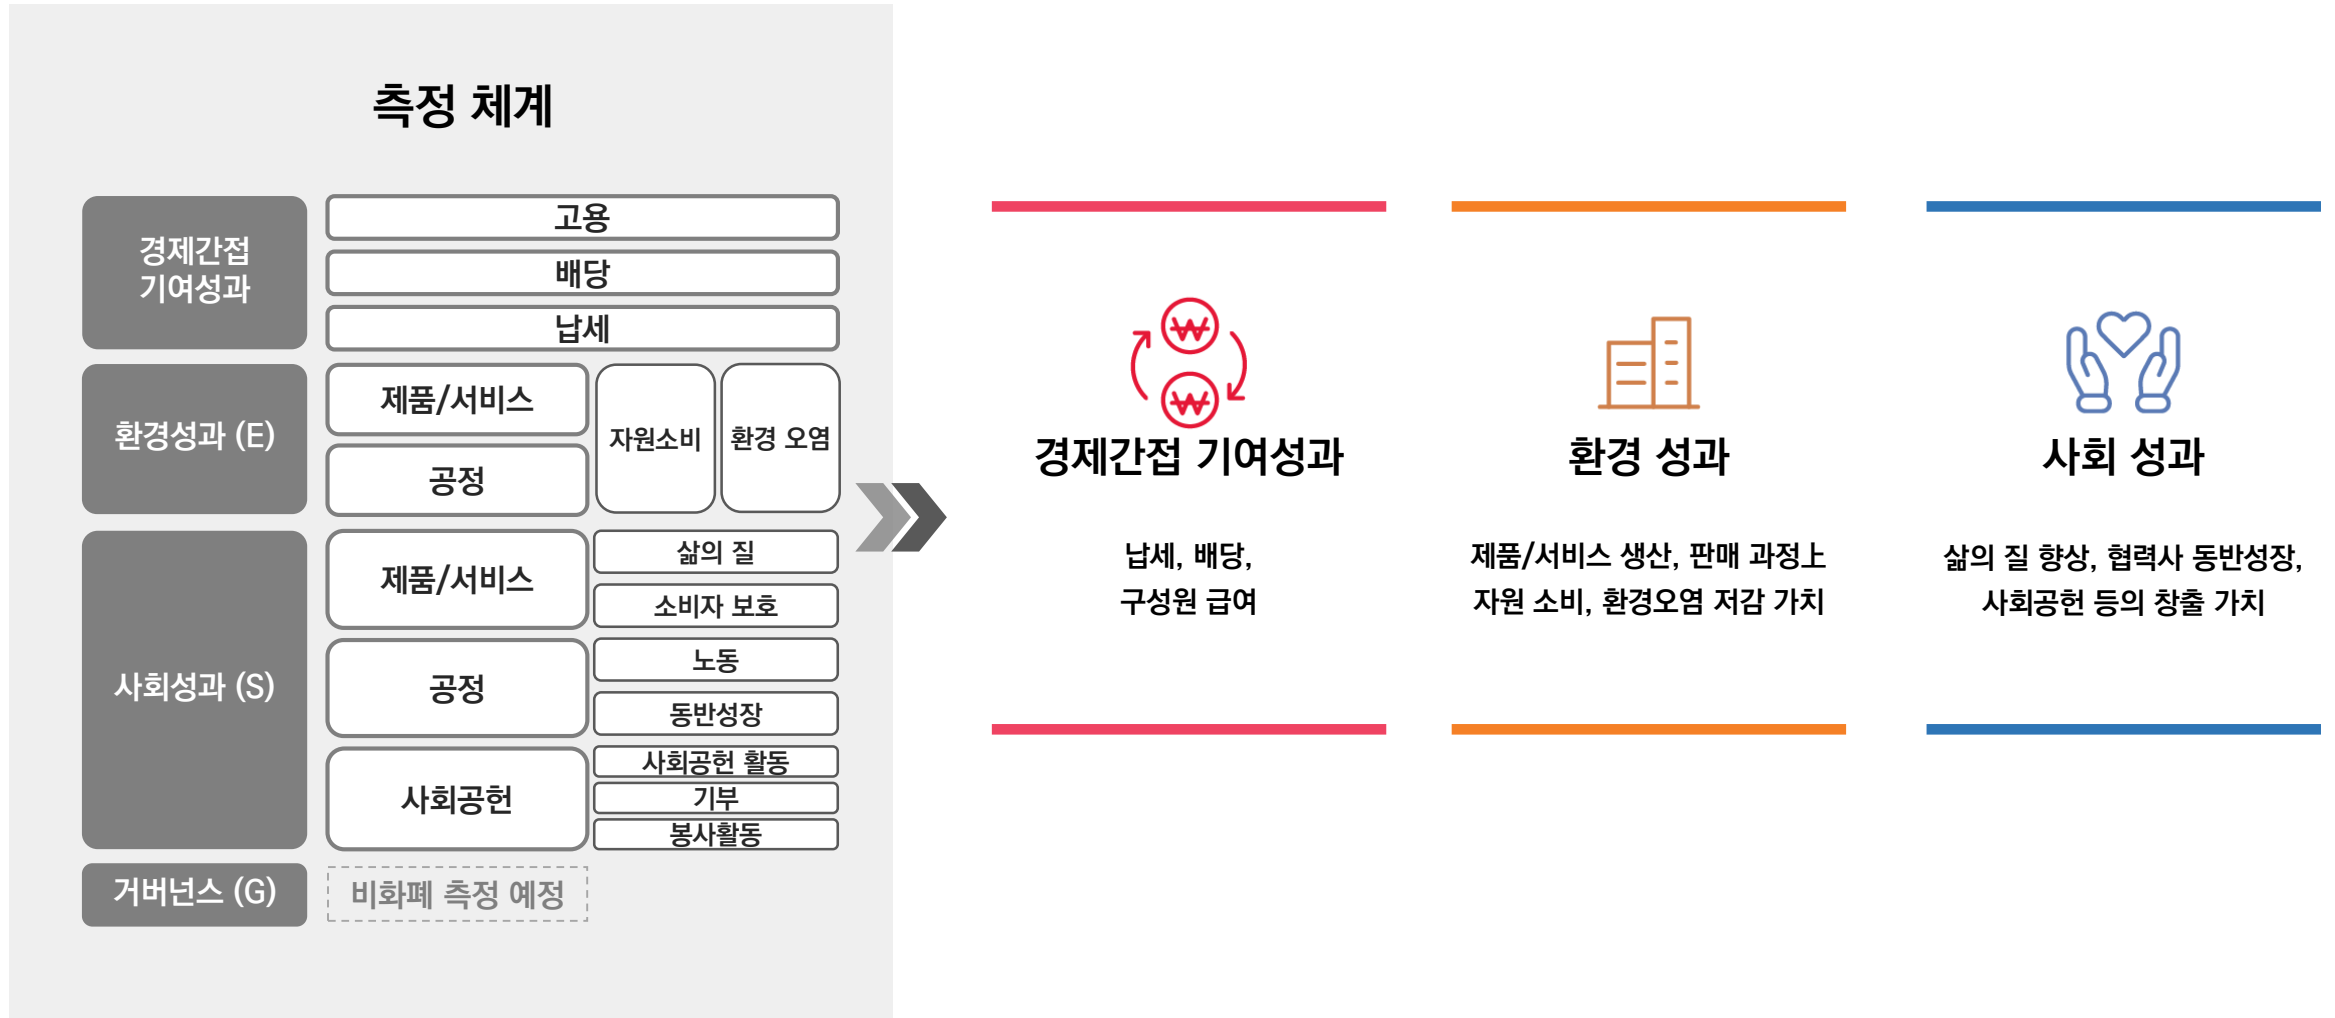 측정 체계
경제간접
기여성과
고용
배당
납세
환경성과 (E)
제품/서비스
공정
자원소비
환경 오염
사회성과 (S)
제품/서비스
삶의 질
소비자 보호
공정
노동
동반성장
사회공헌
사회공헌 활동
기부
봉사활동
거버넌스 (G)
비화폐 측정 예정
경제간접 기여성과
납세, 배당,
구성원 급여
환경 성과
제품/서비스 생산, 판매 과정上
자원 소비, 환경오염 저감 가치
사회 성과
삶의 질 향상, 협력사 동반성장,
사회공헌 등의 창출 가치